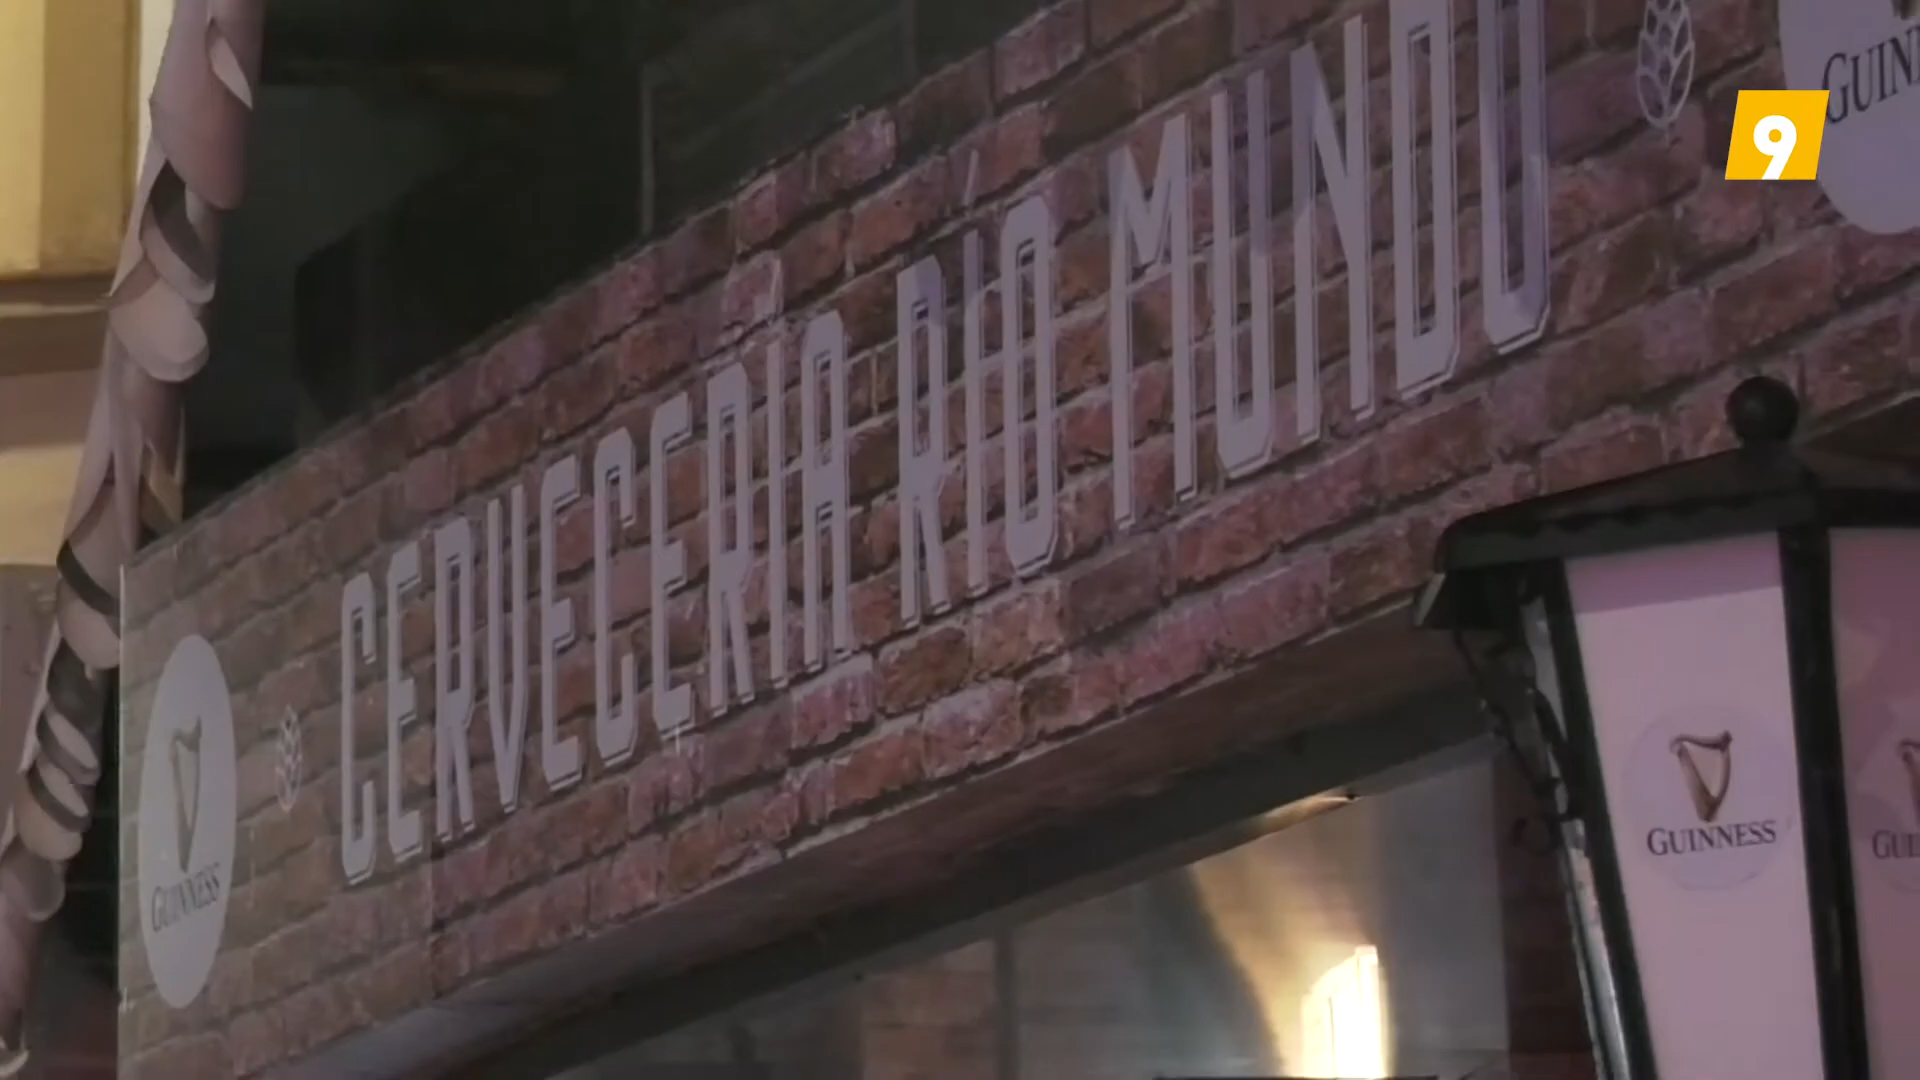 CERVECERÍA RÍO MUNDO
GUINNESS
GUINNESS
9